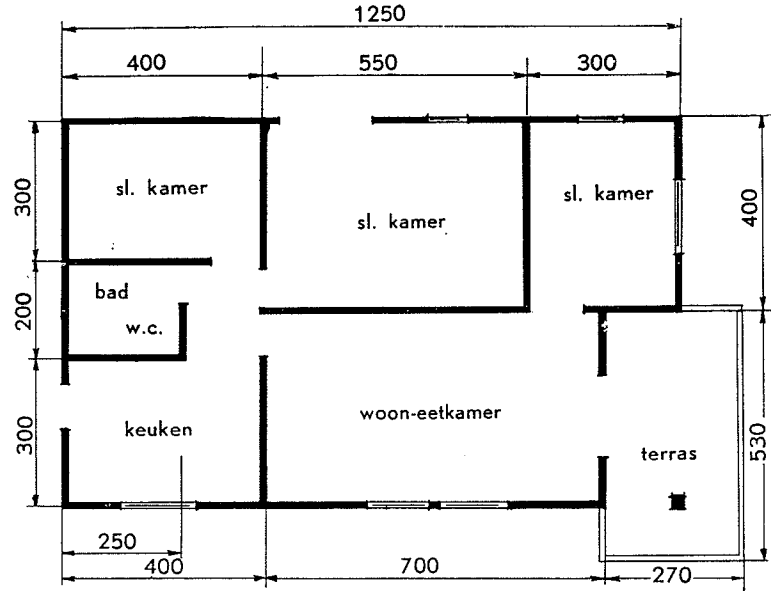 1250
400 550 300
300
sl. kamer
sl. kamer
sl. kamer
400
200
bad
w.c.
300
keuken
woon-eetkamer
terras
530
250
400 700 270